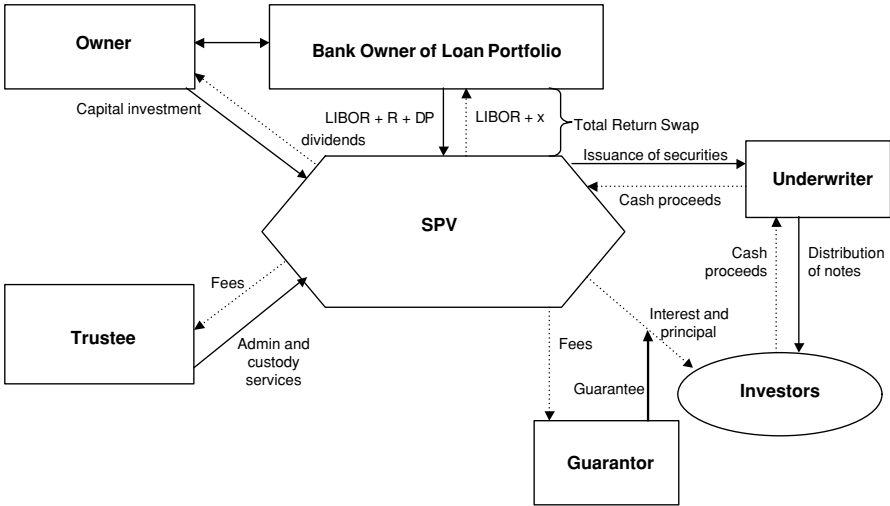 Owner
Bank Owner of Loan Portfolio
Capital investment
dividends
LIBOR + R + DP
LIBOR + x
Total Return Swap
Issuance of securities
Underwriter
Cash proceeds
SPV
Cash
proceeds
Distribution
of notes
Fees
Trustee
Admin and
custody
services
Fees
Interest and
principal
Guarantee
Investors
Guarantor